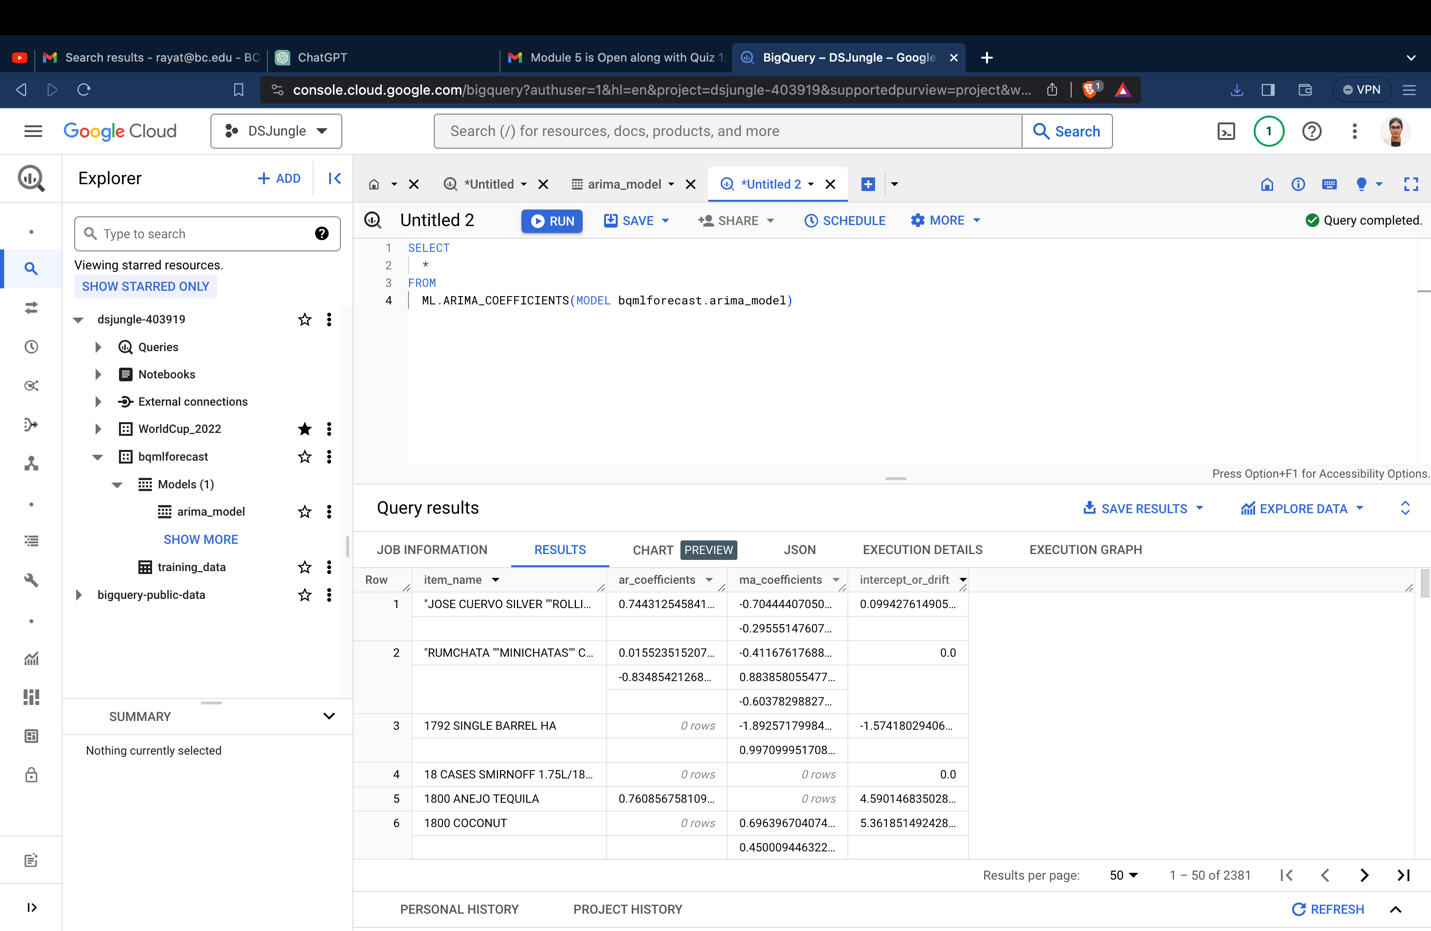 Search results - rayat@bc.edu - BC
ChatGPT
Module 5 is Open along with Quiz 1:
BigQuery – DSJungle – Google
console.cloud.google.com/bigquery?authuser=1&hl=en&project=dsjungle-403919&supportedpurview=project&w...
1
VPN
Google Cloud
DSJungle
Search (/) for resources, docs, products, and more
Search
1
Explorer
+ ADD
*Untitled
arima_model
*Untitled 2
Untitled 2
RUN
SAVE
SHARE
SCHEDULE
MORE
Query completed.
Type to search
Viewing starred resources.
SHOW STARRED ONLY
dsjungle-403919
Queries
Notebooks
External connections
WorldCup_2022
bqmlforecast
Models (1)
arima_model
SHOW MORE
training_data
bigquery-public-data
SUMMARY
Nothing currently selected
1 SELECT
2 *
3 FROM
4 ML.ARIMA_COEFFICIENTS(MODEL bqmlforecast.arima_model)
Press Option+F1 for Accessibility Options.
Query results
SAVE RESULTS
EXPLORE DATA
JOB INFORMATION
RESULTS
CHART PREVIEW
JSON
EXECUTION DETAILS
EXECUTION GRAPH
Row item_name ar_coefficients ma_coefficients intercept_or_drift
1 "JOSE CUERVO SILVER ""ROLLI... 0.744312545841... -0.70444407050... 0.099427614905...
-0.29555147607...
2 "RUMCHATA ""MINICHATAS"" C... 0.015523515207... -0.41167617688... 0.0
-0.83485421268... 0.883858055477...
-0.60378298827...
3 1792 SINGLE BARREL HA 0 rows -1.89257179984... -1.57418029406...
0.997099951708...
4 18 CASES SMIRNOFF 1.75L/18... 0 rows 0 rows 0.0
5 1800 ANEJO TEQUILA 0.760856758109... 0 rows 4.590146835028...
6 1800 COCONUT 0 rows 0.696396704074... 5.361851492428...
0.450009446322...
Results per page: 50 1 – 50 of 2381
PERSONAL HISTORY
PROJECT HISTORY
REFRESH